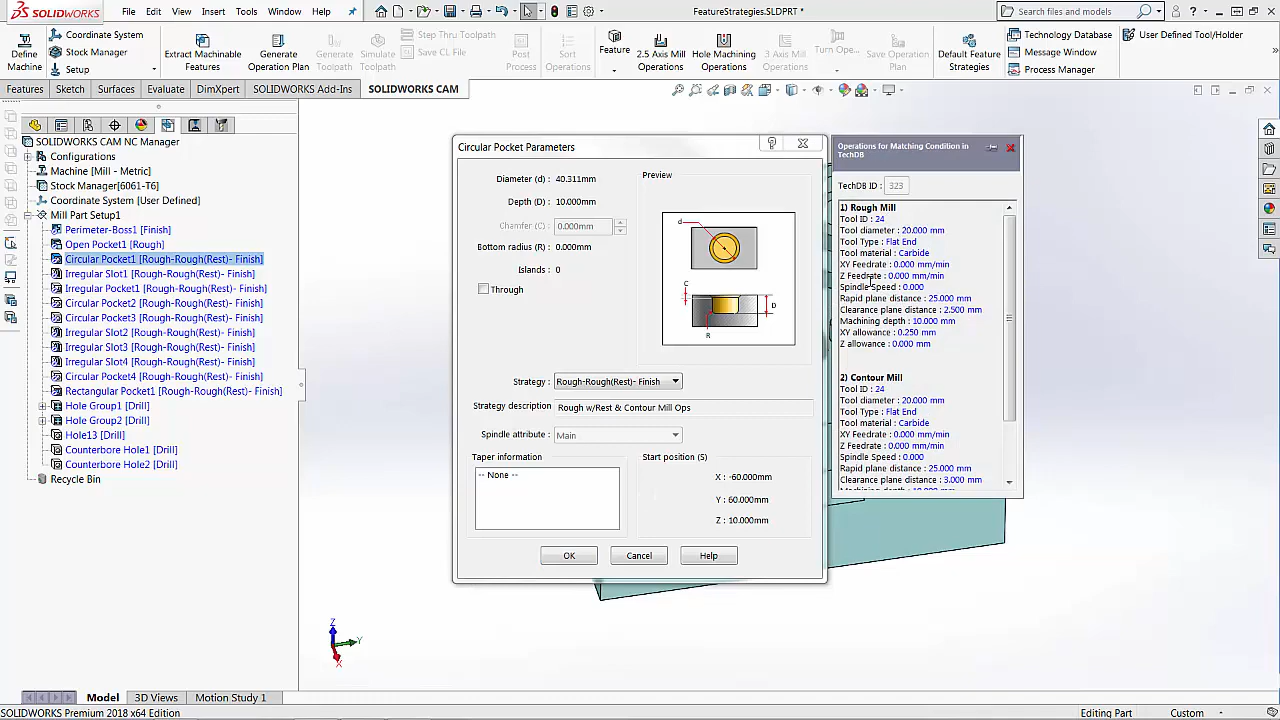 SOLIDWORKS File Edit View Insert Tools Window Help FeatureStrategies.SLDPRT * Search files and models
Define Machine
Coordinate System
Stock Manager
Setup
Extract Machinable Features
Generate Operation Plan
Generate Toolpath
Simulate Toolpath
Step Thru Toolpath
Save CL File
Post Process
Sort Operations
Feature
2.5 Axis Mill Operations
Hole Machining Operations
3 Axis Mill Operations
Turn Ope...
Save Operation Plan
Default Feature Strategies
Technology Database
Message Window
Process Manager
User Defined Tool/Holder
Features Sketch Surfaces Evaluate DimXpert SOLIDWORKS Add-Ins SOLIDWORKS CAM
SOLIDWORKS CAM NC Manager
Configurations
Machine [Mill - Metric]
Stock Manager[6061-T6]
Coordinate System [User Defined]
Mill Part Setup1
Perimeter-Boss1 [Finish]
Open Pocket1 [Rough]
Circular Pocket1 [Rough-Rough(Rest)- Finish]
Irregular Slot1 [Rough-Rough(Rest)- Finish]
Irregular Pocket1 [Rough-Rough(Rest)- Finish]
Circular Pocket2 [Rough-Rough(Rest)- Finish]
Circular Pocket3 [Rough-Rough(Rest)- Finish]
Irregular Slot2 [Rough-Rough(Rest)- Finish]
Irregular Slot3 [Rough-Rough(Rest)- Finish]
Irregular Slot4 [Rough-Rough(Rest)- Finish]
Circular Pocket4 [Rough-Rough(Rest)- Finish]
Rectangular Pocket1 [Rough-Rough(Rest)- Finish]
Hole Group1 [Drill]
Hole Group2 [Drill]
Hole13 [Drill]
Counterbore Hole1 [Drill]
Counterbore Hole2 [Drill]
Recycle Bin
Circular Pocket Parameters
Diameter (d) : 40.311mm
Depth (D) : 10.000mm
Chamfer (C) : 0.000mm
Bottom radius (R) : 0.000mm
Islands : 0
Through
Preview
d
C
D
R
Strategy : Rough-Rough(Rest)- Finish
Strategy description Rough w/Rest & Contour Mill Ops
Spindle attribute : Main
Taper information
-- None --
Start position (S)
X : -60.000mm
Y : 60.000mm
Z : 10.000mm
OK Cancel Help
Operations for Matching Condition in TechDB
TechDB ID : 323
1) Rough Mill
Tool ID : 24
Tool diameter : 20.000 mm
Tool Type : Flat End
Tool material : Carbide
XY Feedrate : 0.000 mm/min
Z Feedrate : 0.000 mm/min
Spindle Speed : 0.000
Rapid plane distance : 25.000 mm
Clearance plane distance : 2.500 mm
Machining depth : 10.000 mm
XY allowance : 0.250 mm
Z allowance : 0.000 mm
2) Contour Mill
Tool ID : 24
Tool diameter : 20.000 mm
Tool Type : Flat End
Tool material : Carbide
XY Feedrate : 0.000 mm/min
Z Feedrate : 0.000 mm/min
Spindle Speed : 0.000
Rapid plane distance : 25.000 mm
Clearance plane distance : 3.000 mm
Machining depth : 10.000 mm
Z
Y
X
Model 3D Views Motion Study 1
SOLIDWORKS Premium 2018 x64 Edition Editing Part Custom